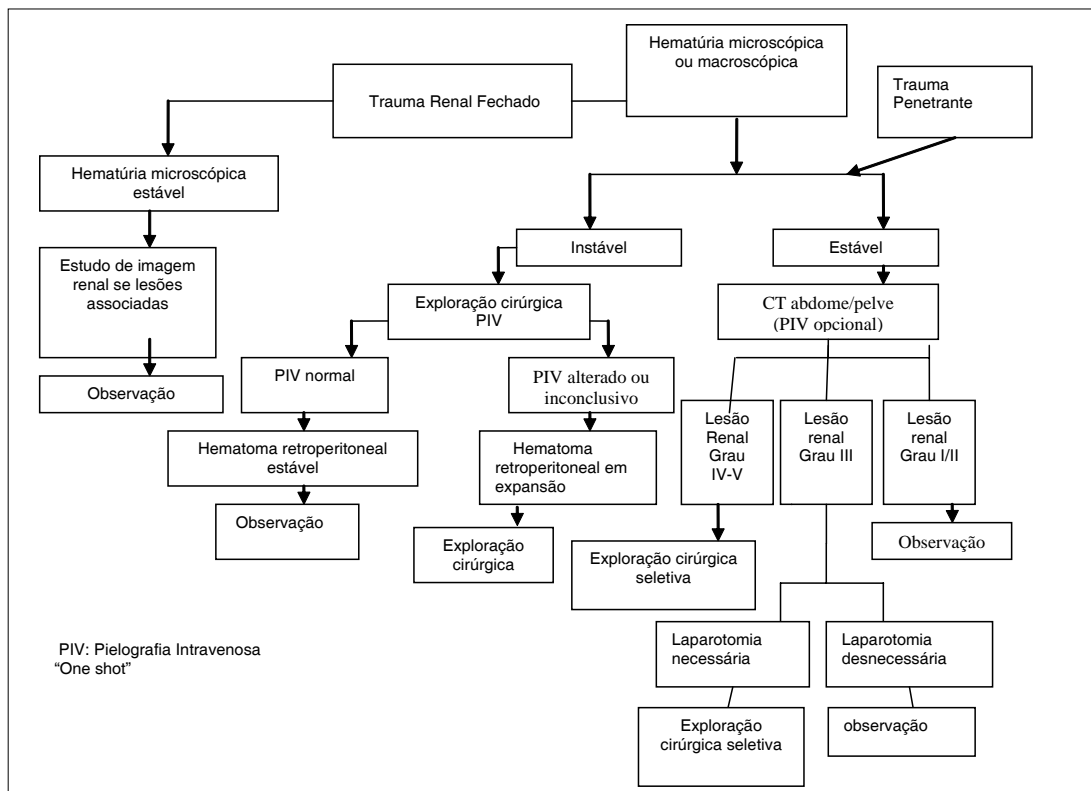 Hematúria microscópica
ou macroscópica
Trauma Renal Fechado
Trauma
Penetrante
Hematúria microscópica
estável
Instável
Estável
Estudo de imagem
renal se lesões
associadas
Exploração cirúrgica
PIV
CT abdome/pelve
(PIV opcional)
Observação
PIV normal
PIV alterado ou
inconclusivo
Lesão
Renal
Grau
IV-V
Lesão
renal
Grau III
Lesão
renal
Grau I/II
Hematoma retroperitoneal
estável
Hematoma
retroperitoneal em
expansão
Observação
Exploração
cirúrgica
Exploração cirúrgica
seletiva
Observação
Laparotomia
necessária
Laparotomia
desnecessária
Exploração
cirúrgica seletiva
observação
PIV: Pielografia Intravenosa
“One shot”